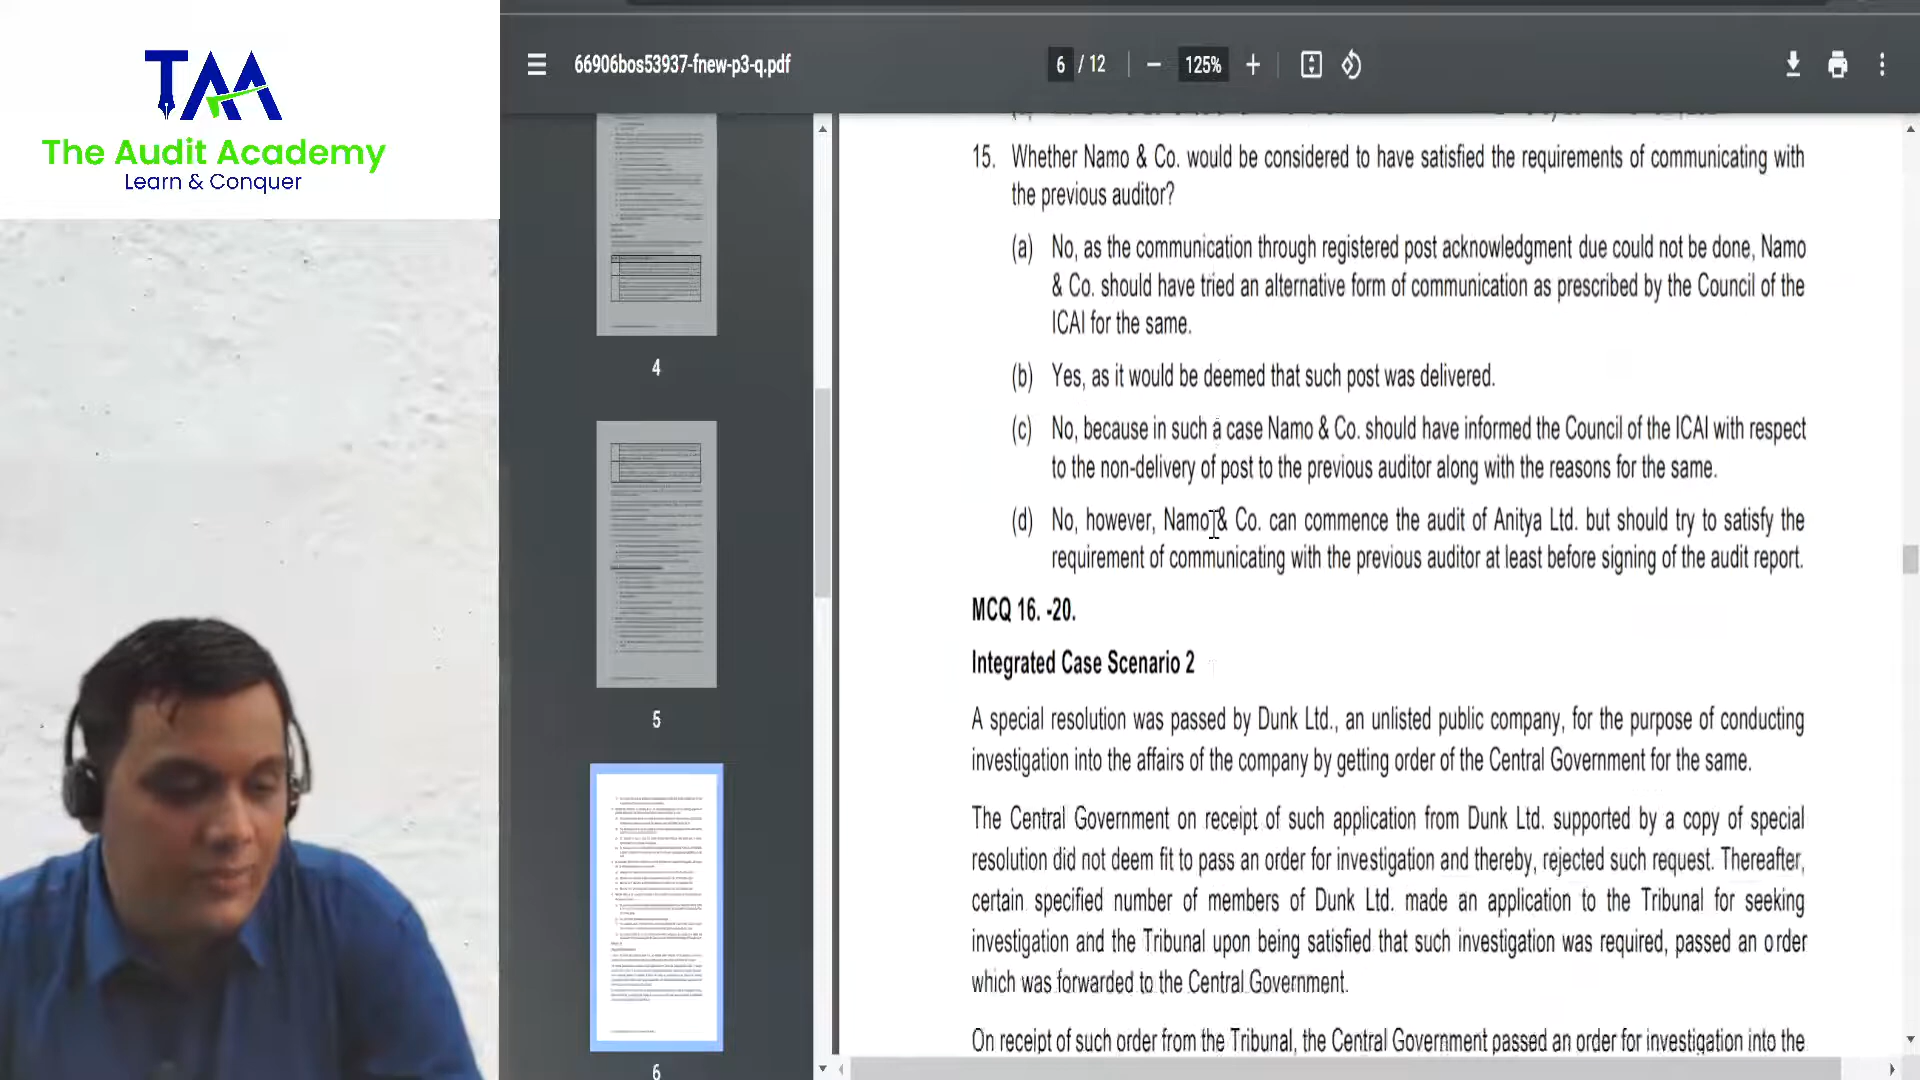 TAA
The Audit Academy
Learn & Conquer
66906bos53937-fnew-p3-q.pdf
6 / 12
125%
4
5
6
15. Whether Namo & Co. would be considered to have satisfied the requirements of communicating with
the previous auditor?
(a) No, as the communication through registered post acknowledgment due could not be done, Namo
& Co. should have tried an alternative form of communication as prescribed by the Council of the
ICAI for the same.
(b) Yes, as it would be deemed that such post was delivered.
(c) No, because in such a case Namo & Co. should have informed the Council of the ICAI with respect
to the non-delivery of post to the previous auditor along with the reasons for the same.
(d) No, however, Namo & Co. can commence the audit of Anitya Ltd. but should try to satisfy the
requirement of communicating with the previous auditor at least before signing of the audit report.
MCQ 16. -20.
Integrated Case Scenario 2
A special resolution was passed by Dunk Ltd., an unlisted public company, for the purpose of conducting
investigation into the affairs of the company by getting order of the Central Government for the same.
The Central Government on receipt of such application from Dunk Ltd. supported by a copy of special
resolution did not deem fit to pass an order for investigation and thereby, rejected such request. Thereafter,
certain specified number of members of Dunk Ltd. made an application to the Tribunal for seeking
investigation and the Tribunal upon being satisfied that such investigation was required, passed an order
which was forwarded to the Central Government.
On receipt of such order from the Tribunal, the Central Government passed an order for investigation into the